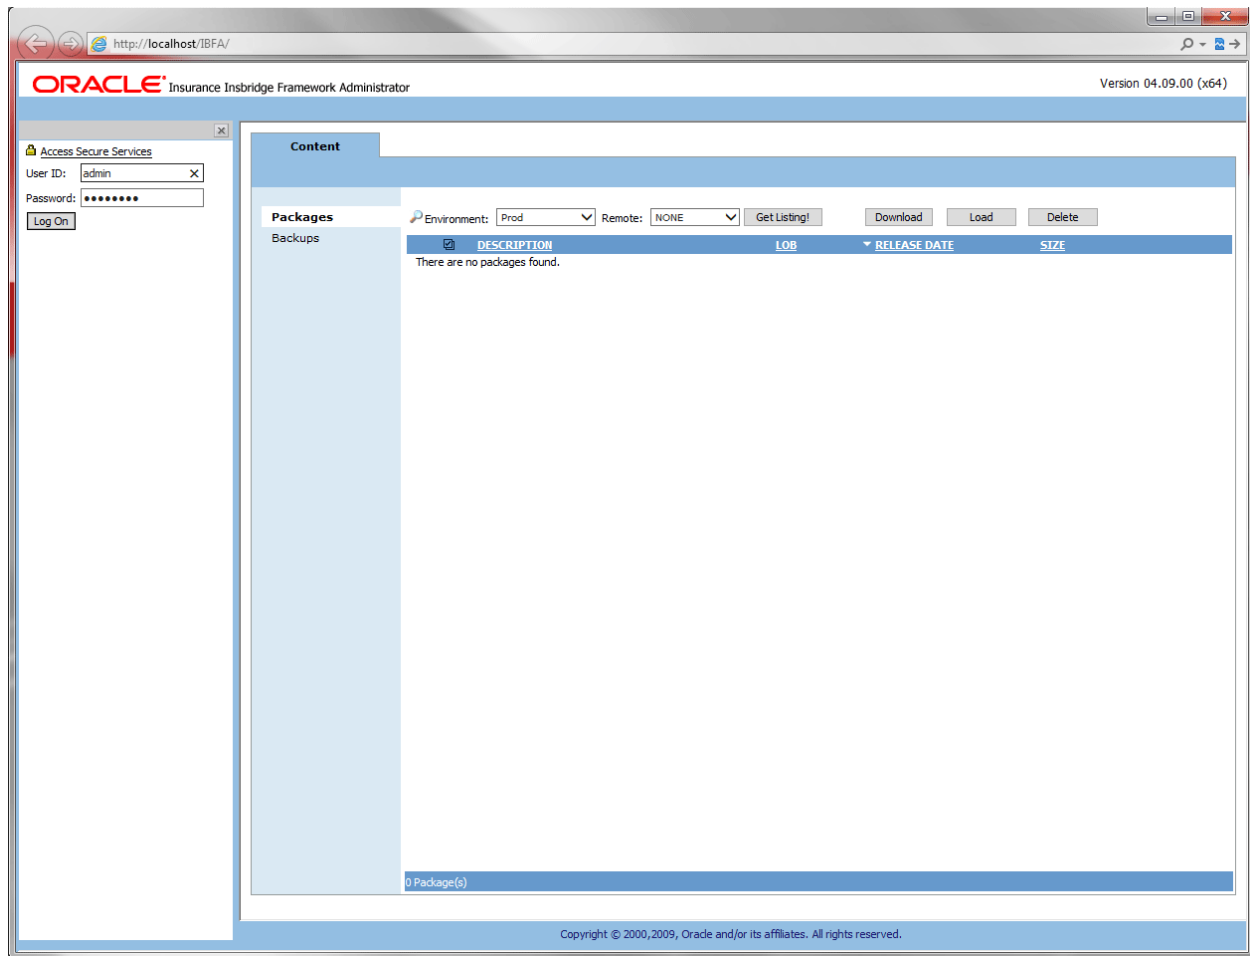 http://localhost/IBFA/
ORACLE Insurance Insbridge Framework Administrator
Version 04.09.00 (x64)
Access Secure Services
User ID: admin
Password: ••••••••
Log On
Content
Packages
Backups
Environment: Prod Remote: NONE Get Listing! Download Load Delete
DESCRIPTION LOB RELEASE DATE SIZE
There are no packages found.
0 Package(s)
Copyright © 2000,2009, Oracle and/or its affiliates. All rights reserved.